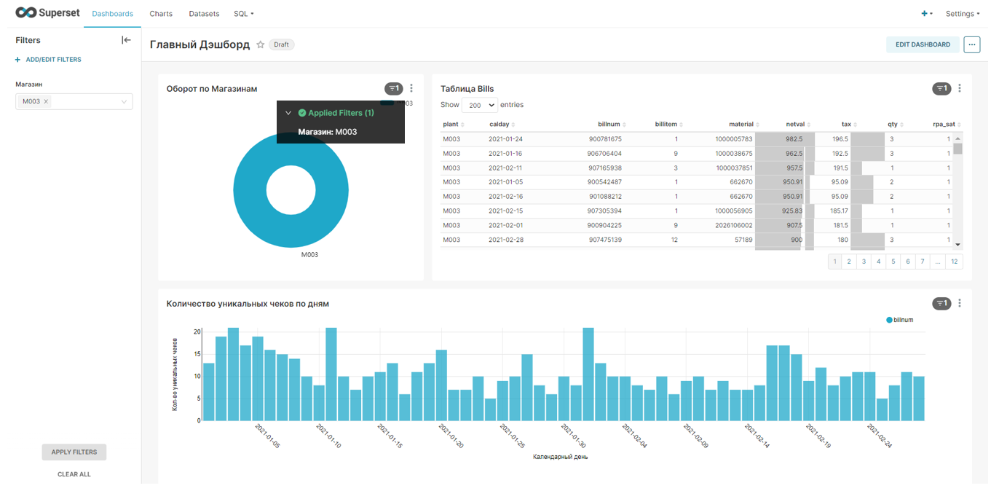 Superset Dashboards Charts Datasets SQL Settings
Filters
+ ADD/EDIT FILTERS
Магазин
M003 ×
APPLY FILTERS
CLEAR ALL
Главный Дэшборд Draft EDIT DASHBOARD ...
Оборот по Магазинам 1
Applied Filters (1)
Магазин: M003
M003
Таблица Bills 1
Show 200 entries
plant calday billnum billitem material netval tax qty rpa_sat
M003 2021-01-24 900781675 1 1000005783 982.5 196.5 3 1
M003 2021-01-16 906706404 9 1000038675 962.5 192.5 3 1
M003 2021-02-11 907165938 3 1000037851 957.5 191.5 1 1
M003 2021-01-05 900542487 1 662670 950.91 95.09 2 1
M003 2021-02-16 901088212 1 662670 950.91 95.09 2 1
M003 2021-02-15 907305394 1 1000056905 925.83 185.17 1 1
M003 2021-02-01 900904225 9 2026106002 907.5 181.5 1 1
M003 2021-02-28 907475139 12 57189 900 180 3 1
1 2 3 4 5 6 7 ... 12
Количество уникальных чеков по дням 1
billnum
Кол-во уникальных чеков
20
15
10
5
0
2021-01-05 2021-01-10 2021-01-15 2021-01-20 2021-01-25 2021-01-30 2021-02-04 2021-02-09 2021-02-14 2021-02-19 2021-02-24
Календарный день